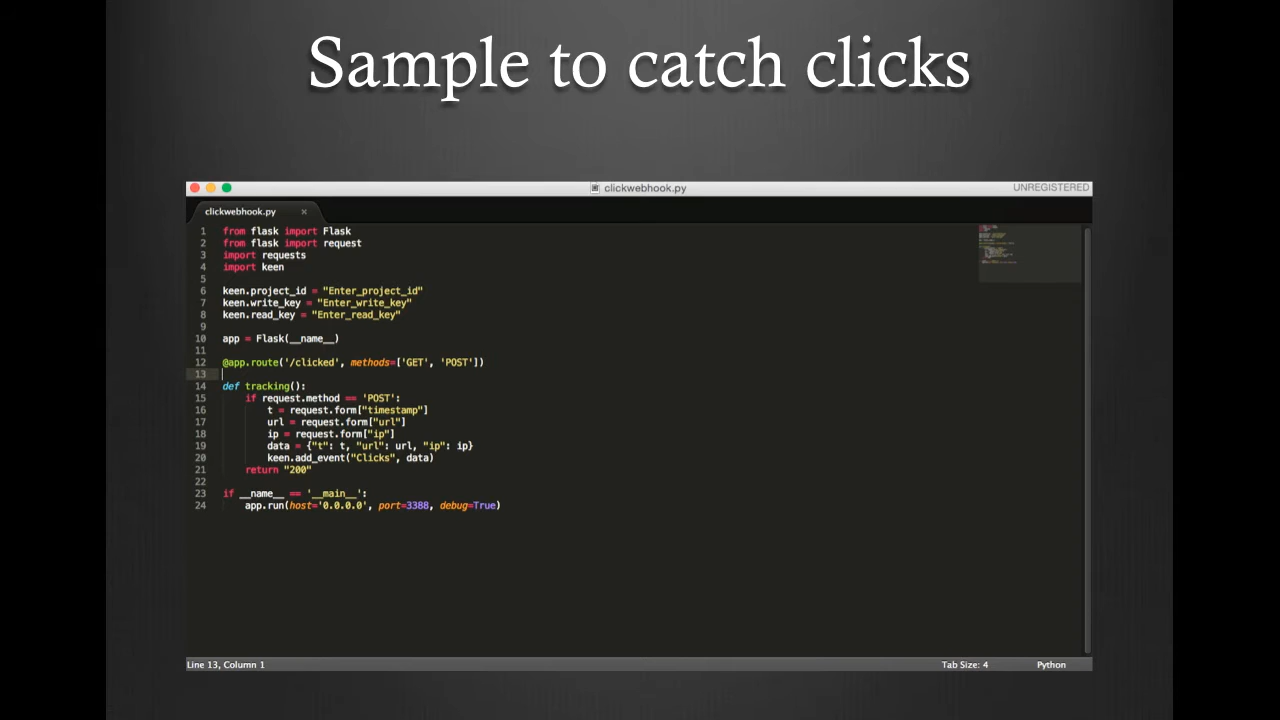 Sample to catch clicks
clickwebhook.py
UNREGISTERED
clickwebhook.py ×
1 from flask import Flask
2 from flask import request
3 import requests
4 import keen
5
6 keen.project_id = "Enter_project_id"
7 keen.write_key = "Enter_write_key"
8 keen.read_key = "Enter_read_key"
9
10 app = Flask(__name__)
11
12 @app.route('/clicked', methods=['GET', 'POST'])
13
14 def tracking():
15     if request.method == 'POST':
16         t = request.form["timestamp"]
17         url = request.form["url"]
18         ip = request.form["ip"]
19         data = {"t": t, "url": url, "ip": ip}
20         keen.add_event("Clicks", data)
21     return "200"
22
23 if __name__ == '__main__':
24     app.run(host='0.0.0.0', port=3388, debug=True)
Line 13, Column 1
Tab Size: 4
Python